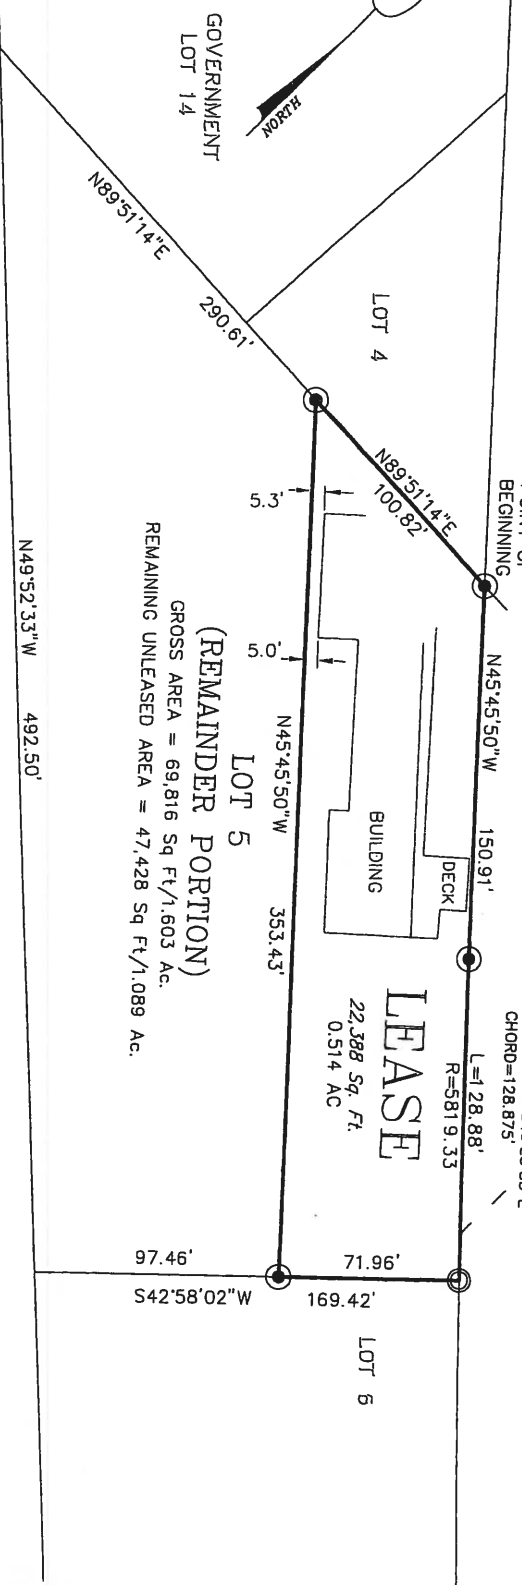 GOVERNMENT
LOT 14
NORTH
N89°51'14"E
290.61'
LOT 4
N89°51'14"E
100.82'
BEGINNING
5.3'
5.0'
N45°45'50"W
150.91'
N45°45'50"W
353.43'
BUILDING
DECK
LOT 5
(REMAINDER PORTION)
GROSS AREA = 69,816 Sq Ft/1.603 Ac.
REMAINING UNLEASED AREA = 47,428 Sq Ft/1.089 Ac.
N49°52'33"W
492.50'
LEASE
22,388 Sq. Ft.
0.514 AC
CHORD=128.875'
L=128.88'
R=5819.33
97.46'
71.96'
S42°58'02"W
169.42'
LOT 6